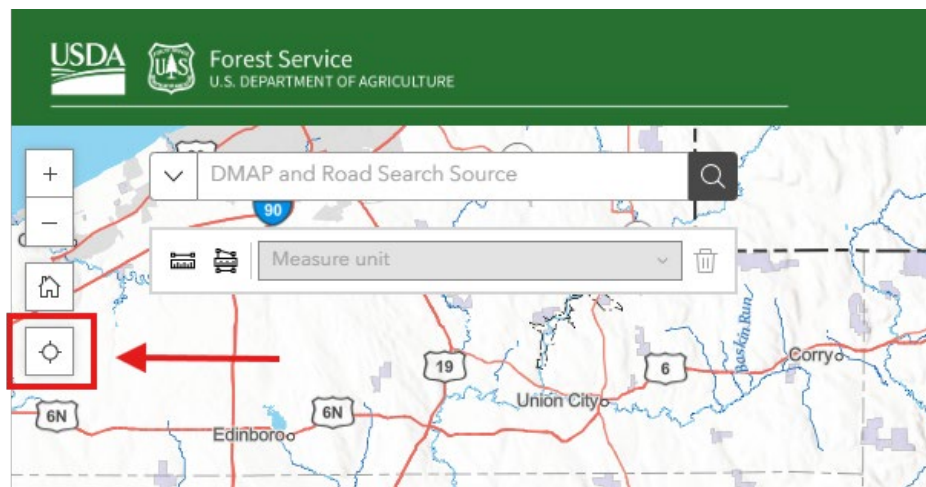 USDA
UAS
Forest Service
U.S. DEPARTMENT OF AGRICULTURE
+
DMAP and Road Search Source
90
−
Measure unit
19
6
Baskin Run
Corry
Union City
6N
6N
Edinboro